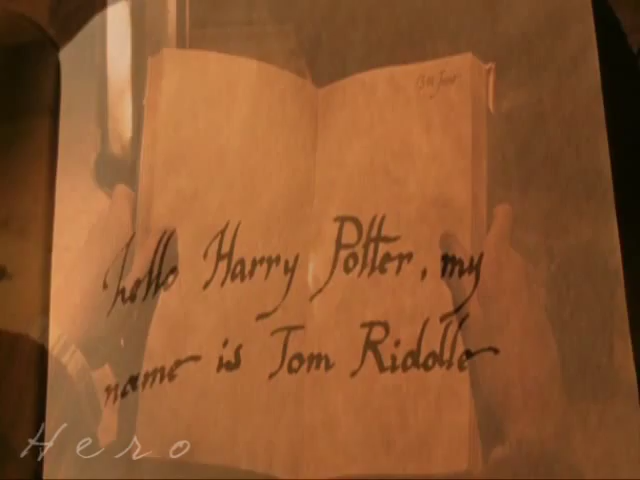 hello Harry Potter, my
name is Tom Riddle
Hero